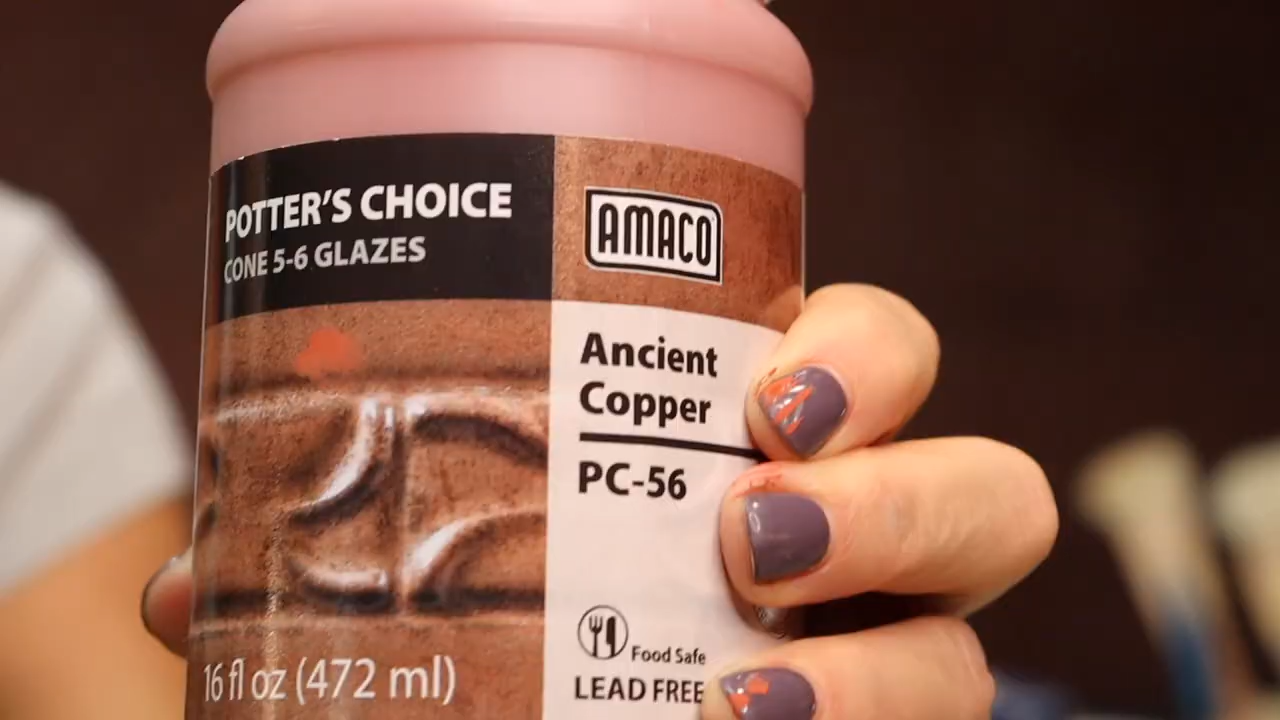 POTTER'S CHOICE
CONE 5-6 GLAZES
AMACO
Ancient
Copper
PC-56
Food Safe
LEAD FREE
16 fl oz (472 ml)